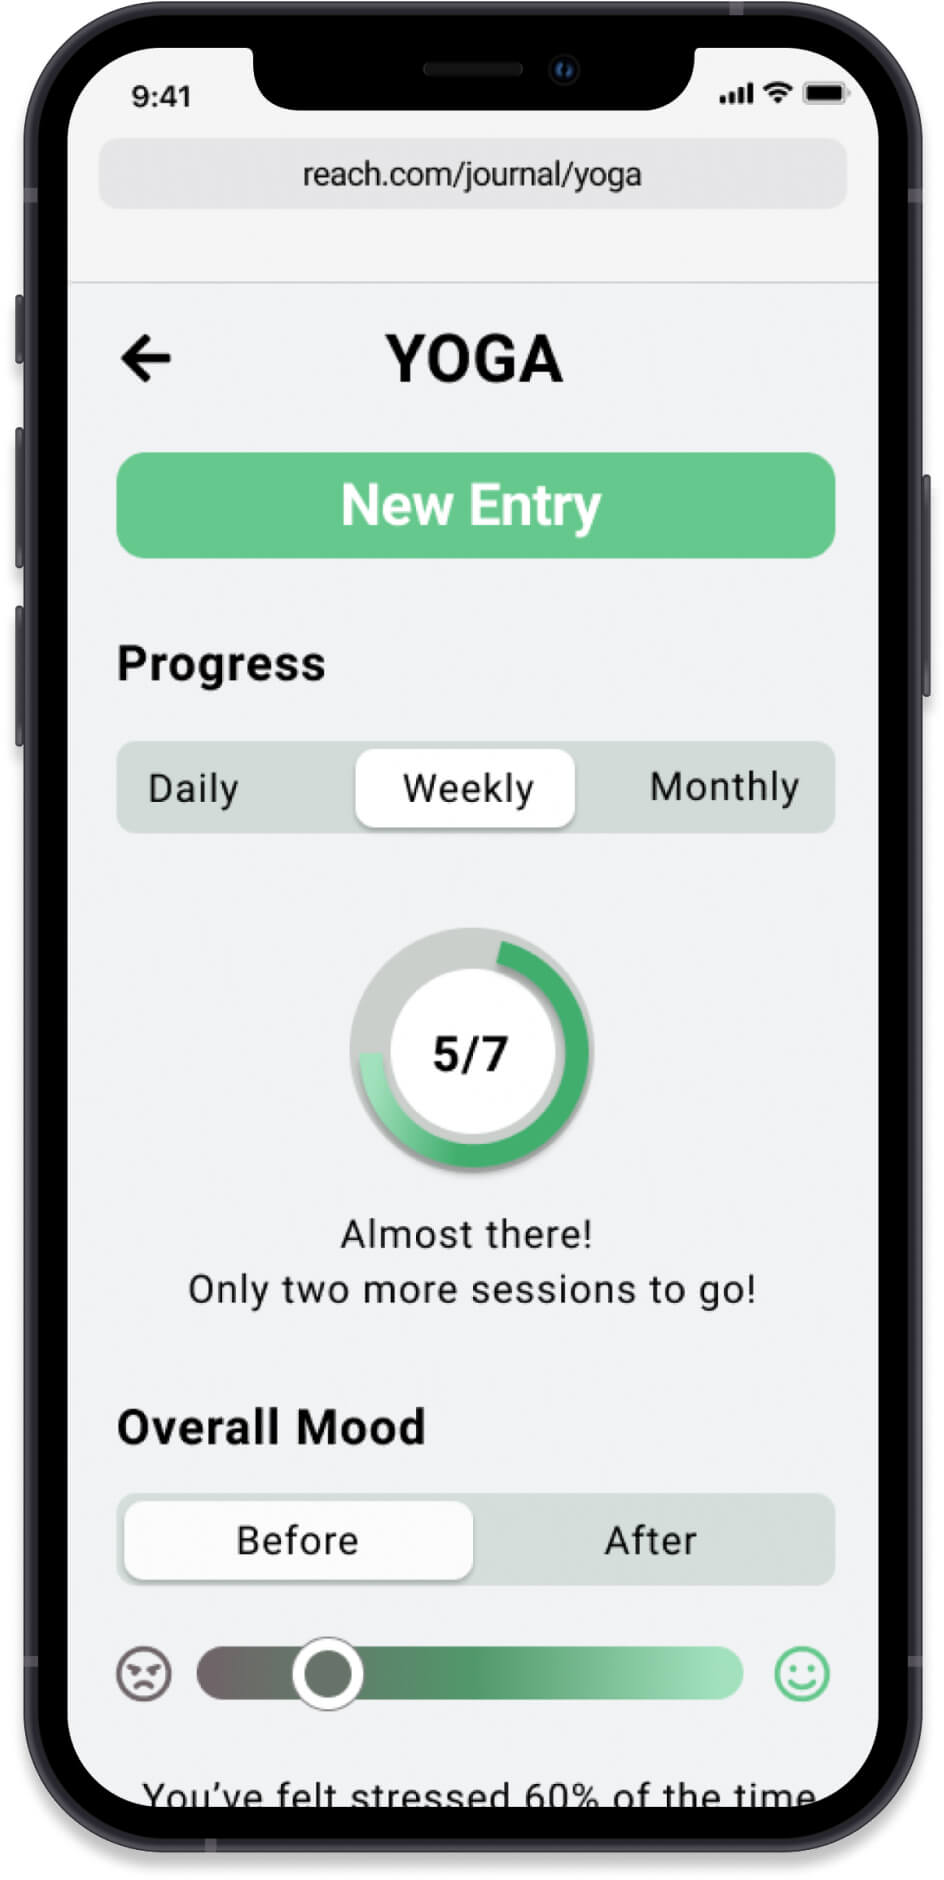 9:41
reach.com/journal/yoga
YOGA
New Entry
Progress
Daily Weekly Monthly
5/7
Almost there!
Only two more sessions to go!
Overall Mood
Before After
You’ve felt stressed 60% of the time